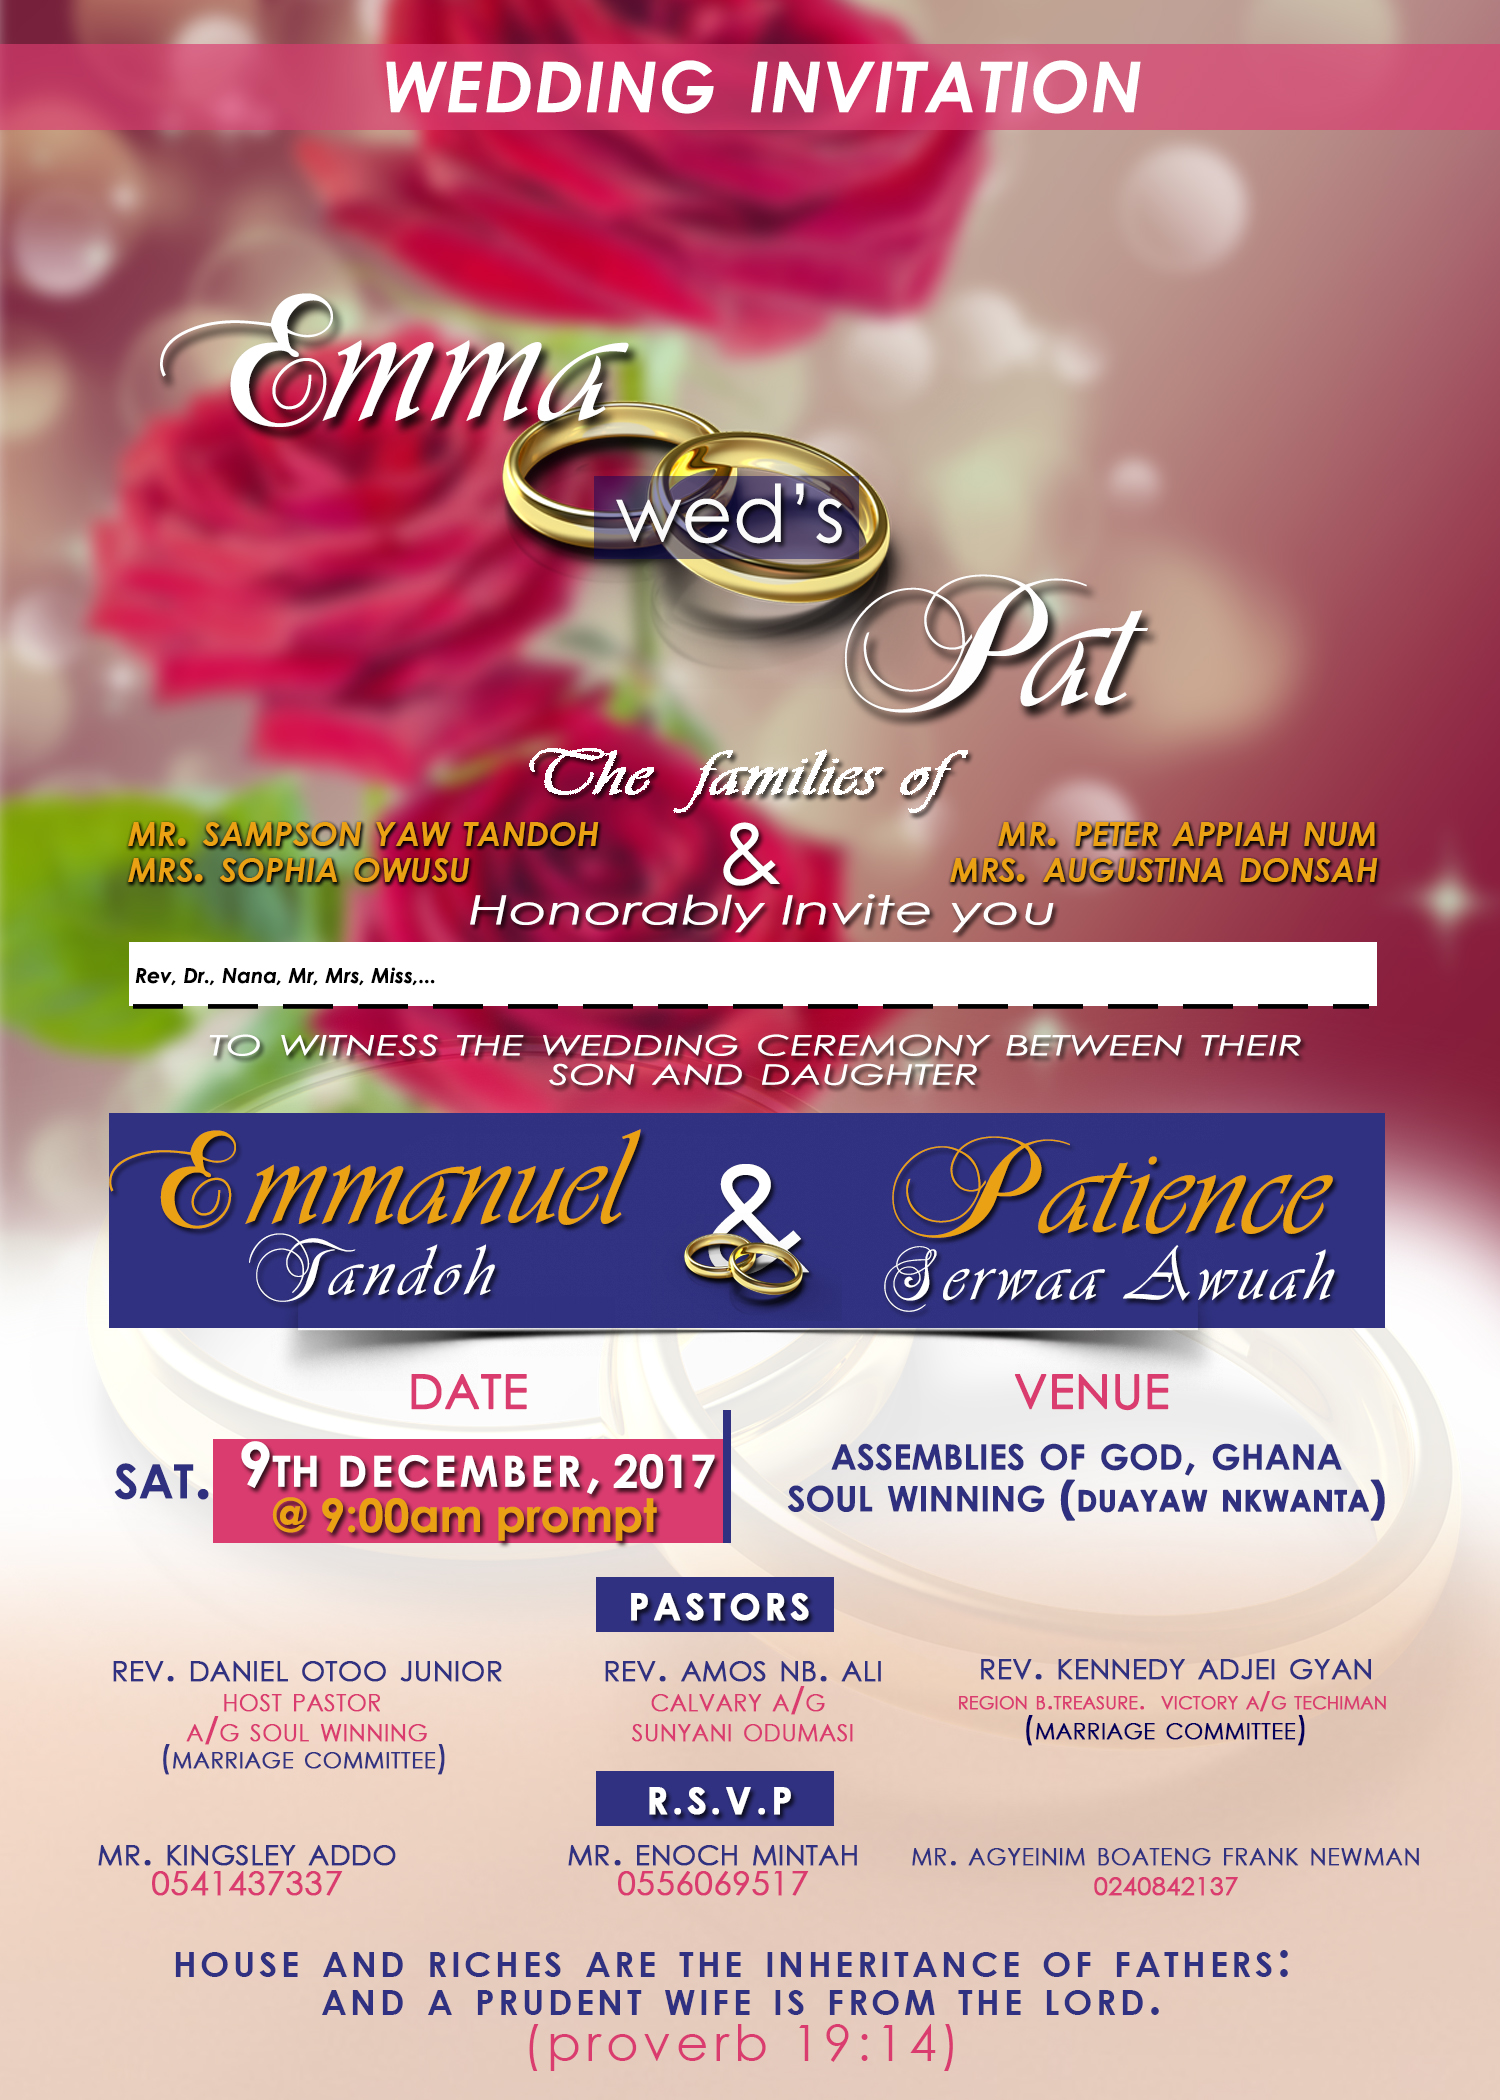 WEDDING INVITATION
Emma
wed's
Pat
The families of
MR. SAMPSON YAW TANDOH
MRS. SOPHIA OWUSU
&
MR. PETER APPIAH NUM
MRS. AUGUSTINA DONSAH
Honorably Invite you
Rev, Dr., Nana, Mr, Mrs, Miss,...
TO WITNESS THE WEDDING CEREMONY BETWEEN THEIR
SON AND DAUGHTER
Emmanuel
Tandoh
&
Patience
Serwaa Awuah
DATE
SAT. 9TH DECEMBER, 2017
@ 9:00am prompt
VENUE
ASSEMBLIES OF GOD, GHANA
SOUL WINNING (DUAYAW NKWANTA)
PASTORS
REV. DANIEL OTOO JUNIOR
HOST PASTOR
A/G SOUL WINNING
(MARRIAGE COMMITTEE)
REV. AMOS NB. ALI
CALVARY A/G
SUNYANI ODUMASI
REV. KENNEDY ADJEI GYAN
REGION B.TREASURE. VICTORY A/G TECHIMAN
(MARRIAGE COMMITTEE)
R.S.V.P
MR. KINGSLEY ADDO
0541437337
MR. ENOCH MINTAH
0556069517
MR. AGYEINIM BOATENG FRANK NEWMAN
0240842137
HOUSE AND RICHES ARE THE INHERITANCE OF FATHERS:
AND A PRUDENT WIFE IS FROM THE LORD.
(proverb 19:14)